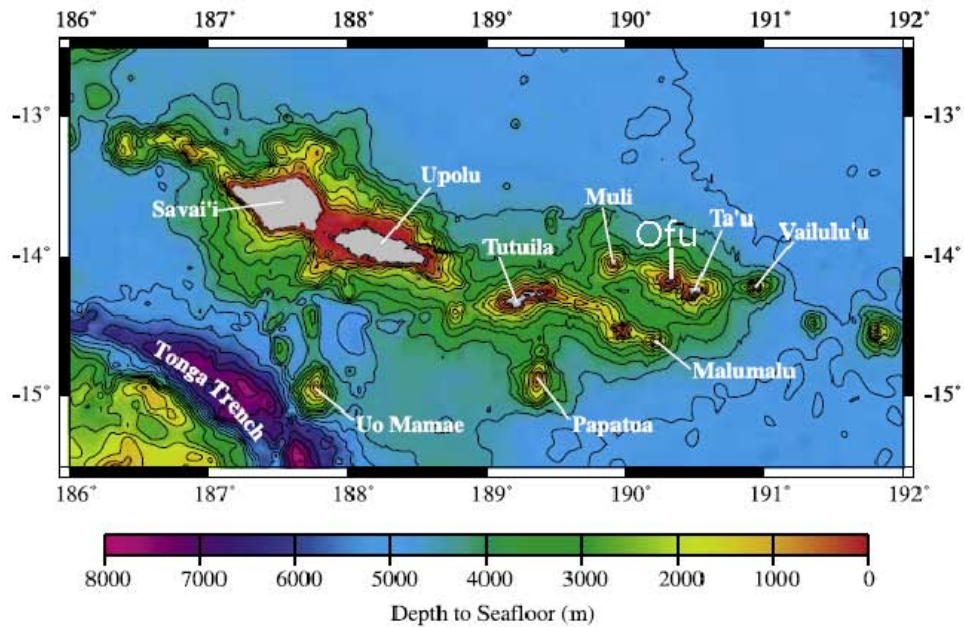 186° 187° 188° 189° 190° 191° 192°
-13° -13°
Upolu
Muli
Savai'i
Ofu
Ta'u
Vailulu'u
Tutuila
-14° -14°
Tonga Trench
Malumalu
-15° -15°
Uo Mamae
Papatua
186° 187° 188° 189° 190° 191° 192°
8000 7000 6000 5000 4000 3000 2000 1000 0
Depth to Seafloor (m)